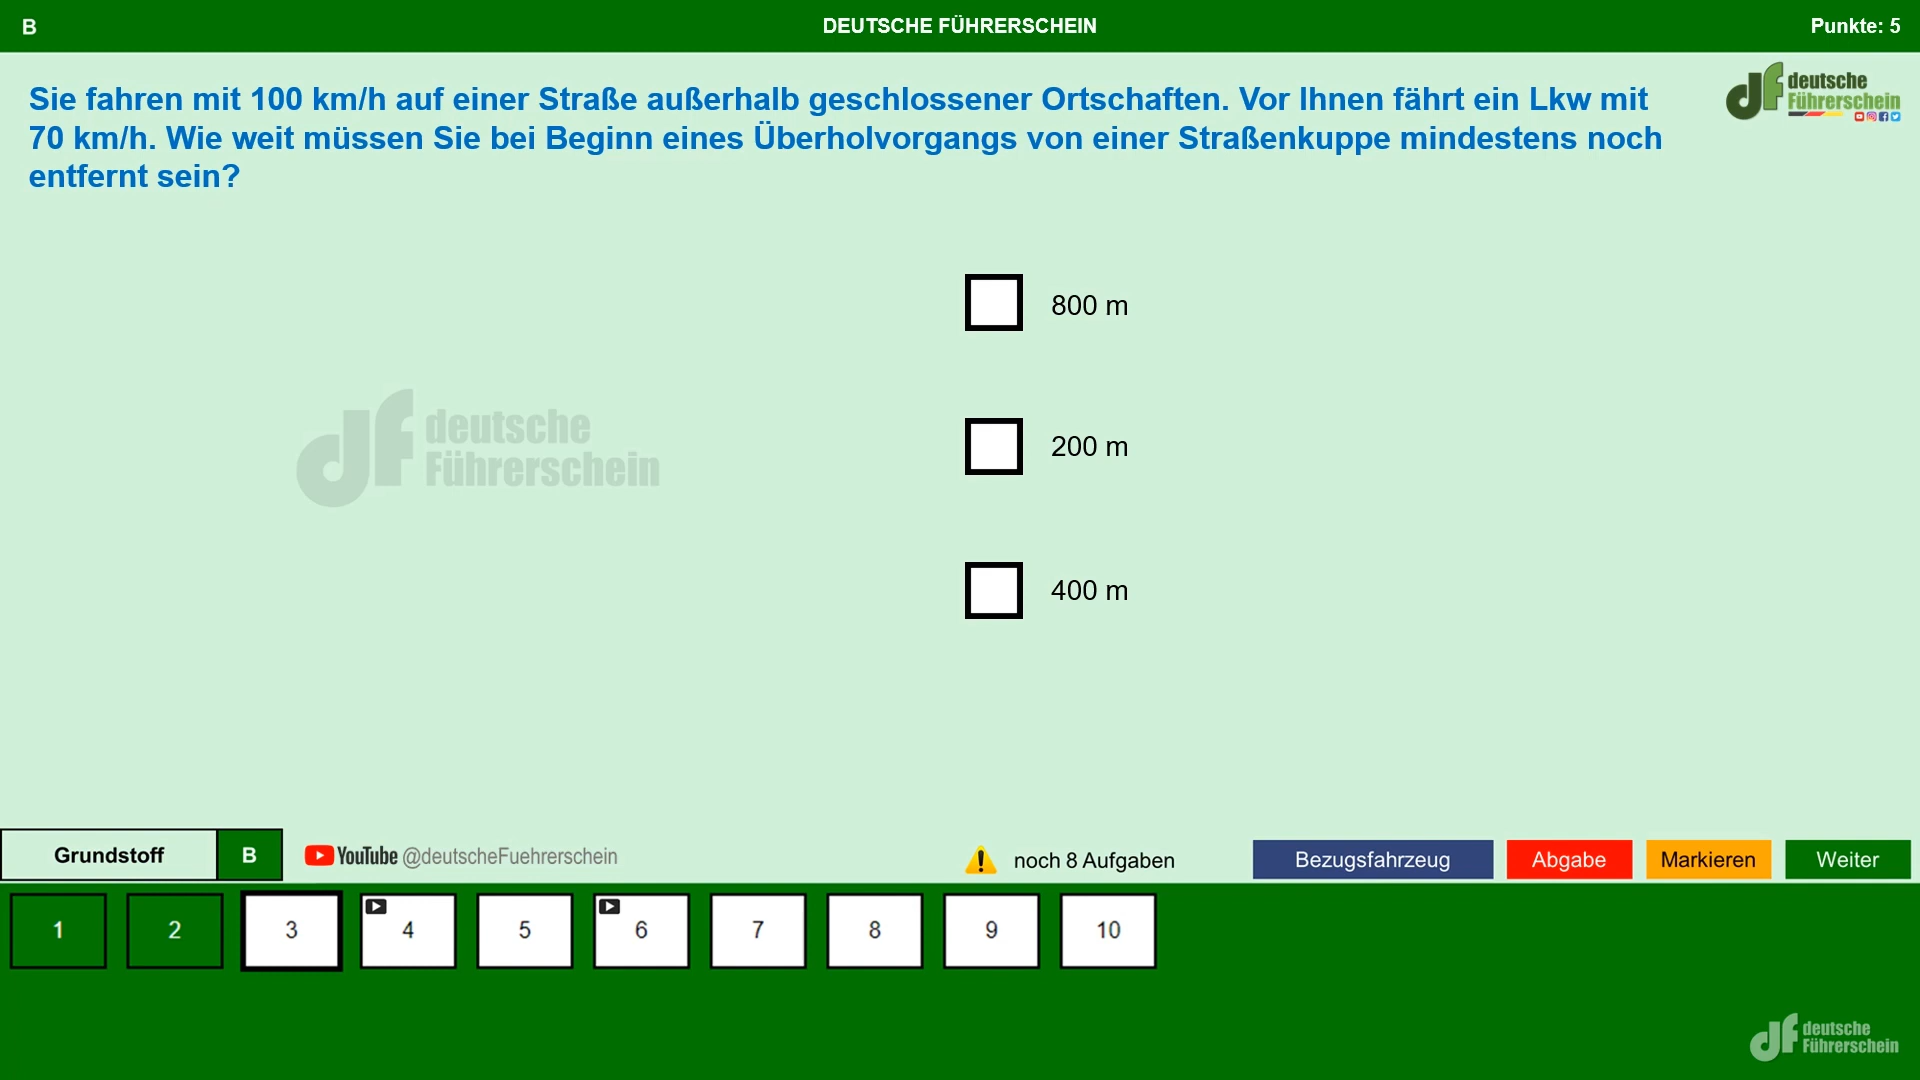 B
DEUTSCHE FÜHRERSCHEIN
Punkte: 5
Sie fahren mit 100 km/h auf einer Straße außerhalb geschlossener Ortschaften. Vor Ihnen fährt ein Lkw mit
70 km/h. Wie weit müssen Sie bei Beginn eines Überholvorgangs von einer Straßenkuppe mindestens noch
entfernt sein?
df deutsche
Führerschein
800 m
200 m
df deutsche
Führerschein
400 m
Grundstoff
B
YouTube @deutscheFuehrerschein
noch 8 Aufgaben
Bezugsfahrzeug
Abgabe
Markieren
Weiter
1
2
3
4
5
6
7
8
9
10
df deutsche
Führerschein